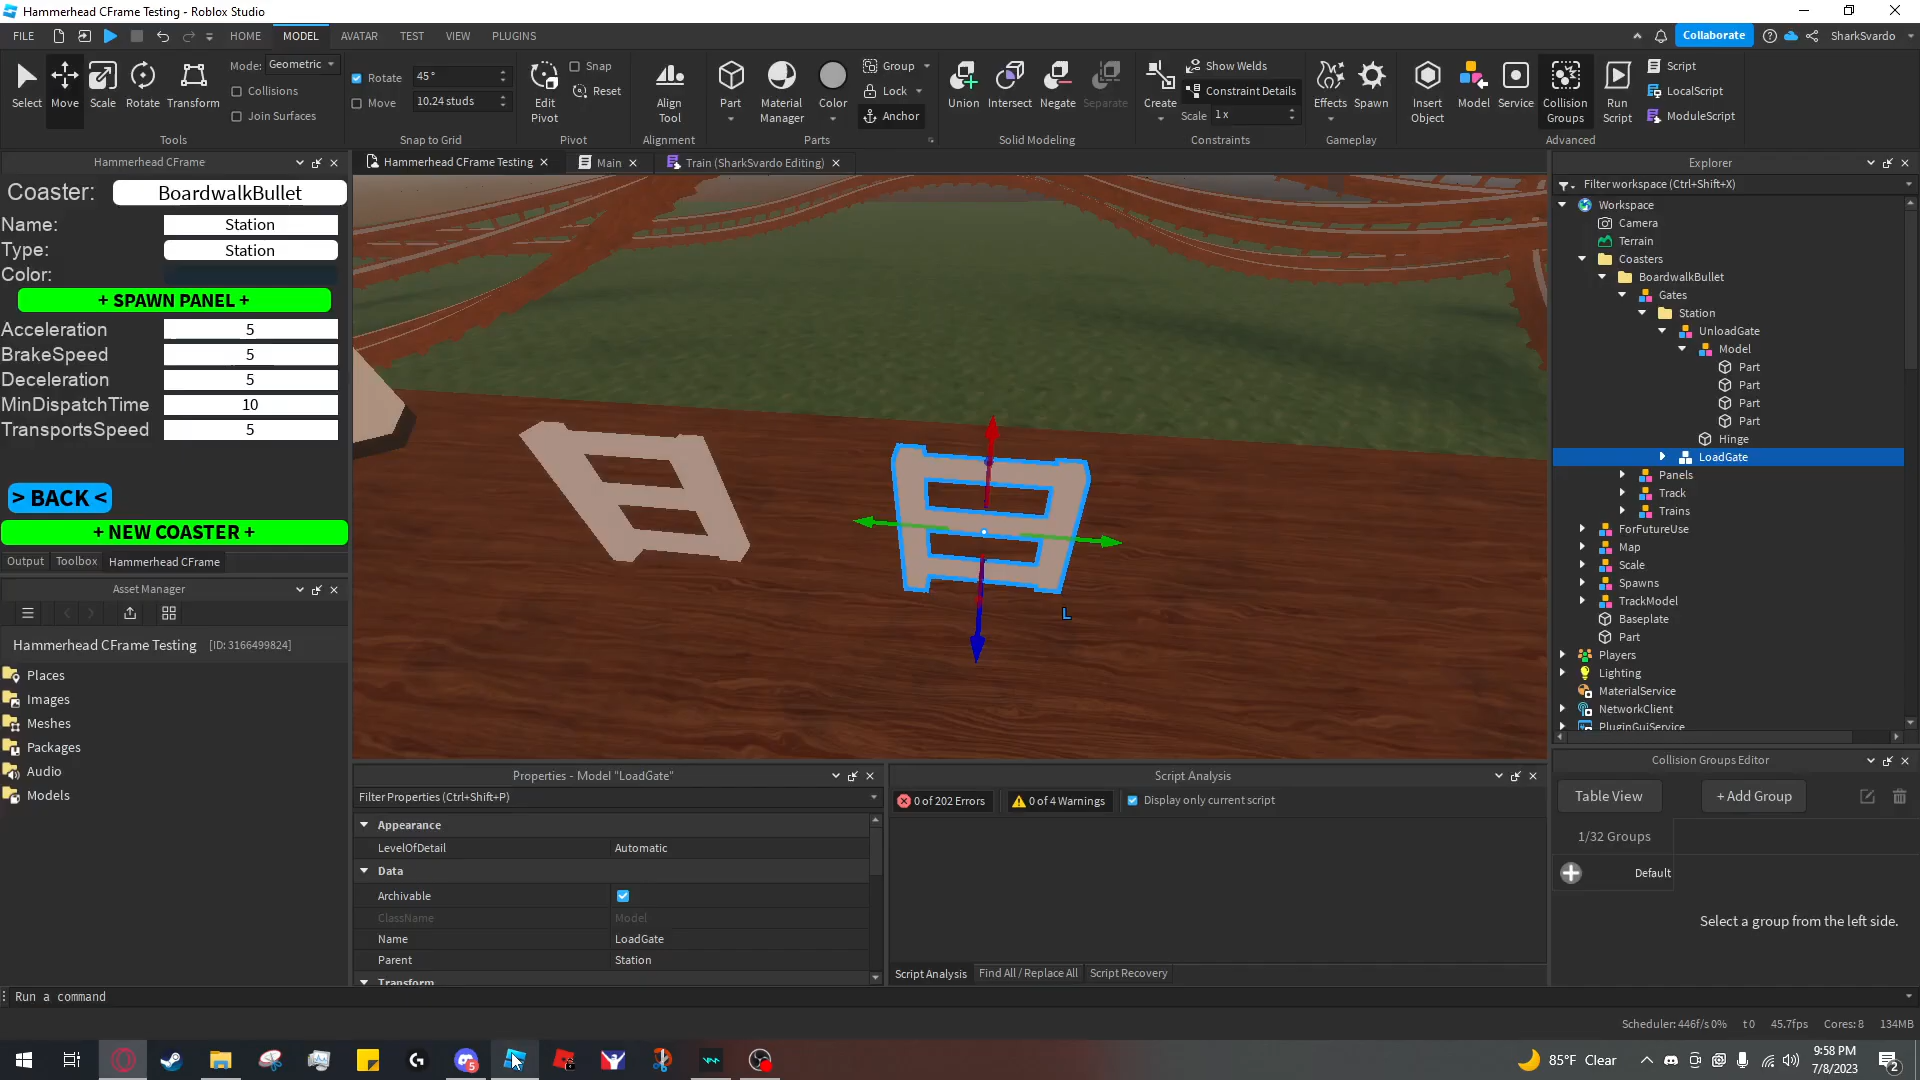 Hammerhead CFrame Testing - Roblox Studio
FILE HOME MODEL AVATAR TEST VIEW PLUGINS Collaborate SharkSvardo
Select Move Scale Rotate Transform
Mode: Geometric
Collisions
Join Surfaces
Tools
Rotate 45°
Move 10.24 studs
Snap to Grid
Edit Pivot
Snap
Reset
Pivot
Align Tool
Alignment
Part Material Manager Color
Group
Lock
Anchor
Parts
Union Intersect Negate Separate
Solid Modeling
Create
Show Welds
Constraint Details
Scale 1 x
Constraints
Effects Spawn
Gameplay
Insert Object Model Service Collision Groups Run Script
Script
LocalScript
ModuleScript
Advanced
Hammerhead CFrame
Coaster: BoardwalkBullet
Name: Station
Type: Station
Color:
+ SPAWN PANEL +
Acceleration 5
BrakeSpeed 5
Deceleration 5
MinDispatchTime 10
TransportsSpeed 5
> BACK <
+ NEW COASTER +
Output Toolbox Hammerhead CFrame
Asset Manager
Hammerhead CFrame Testing [ID: 3166499824]
Places
Images
Meshes
Packages
Audio
Models
Hammerhead CFrame Testing Main Train (SharkSvardo Editing)
L
Properties - Model "LoadGate"
Filter Properties (Ctrl+Shift+P)
Appearance
LevelOfDetail Automatic
Data
Archivable
ClassName Model
Name LoadGate
Parent Station
Transform
Script Analysis
0 of 202 Errors 0 of 4 Warnings Display only current script
Script Analysis Find All / Replace All Script Recovery
Explorer
Filter workspace (Ctrl+Shift+X)
Workspace
Camera
Terrain
Coasters
BoardwalkBullet
Gates
Station
UnloadGate
Model
Part
Part
Part
Part
Hinge
LoadGate
Panels
Track
Trains
ForFutureUse
Map
Scale
Spawns
TrackModel
Baseplate
Part
Players
Lighting
MaterialService
NetworkClient
PluginGuiService
Collision Groups Editor
Table View + Add Group
1/32 Groups
Default
Select a group from the left side.
Run a command
Scheduler: 446f/s 0% t 0 45.7fps Cores: 8 134MB
85°F Clear
9:58 PM
7/8/2023
2
5